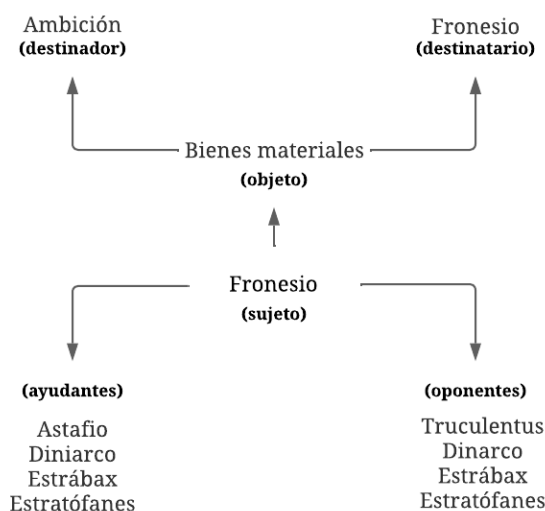 Ambición
(destinador)
Fronesio
(destinatario)
Bienes materiales
(objeto)
Fronesio
(sujeto)
(ayudantes)
Astafio
Diniarco
Estrábax
Estratófanes
(oponentes)
Truculentus
Dinarco
Estrábax
Estratófanes